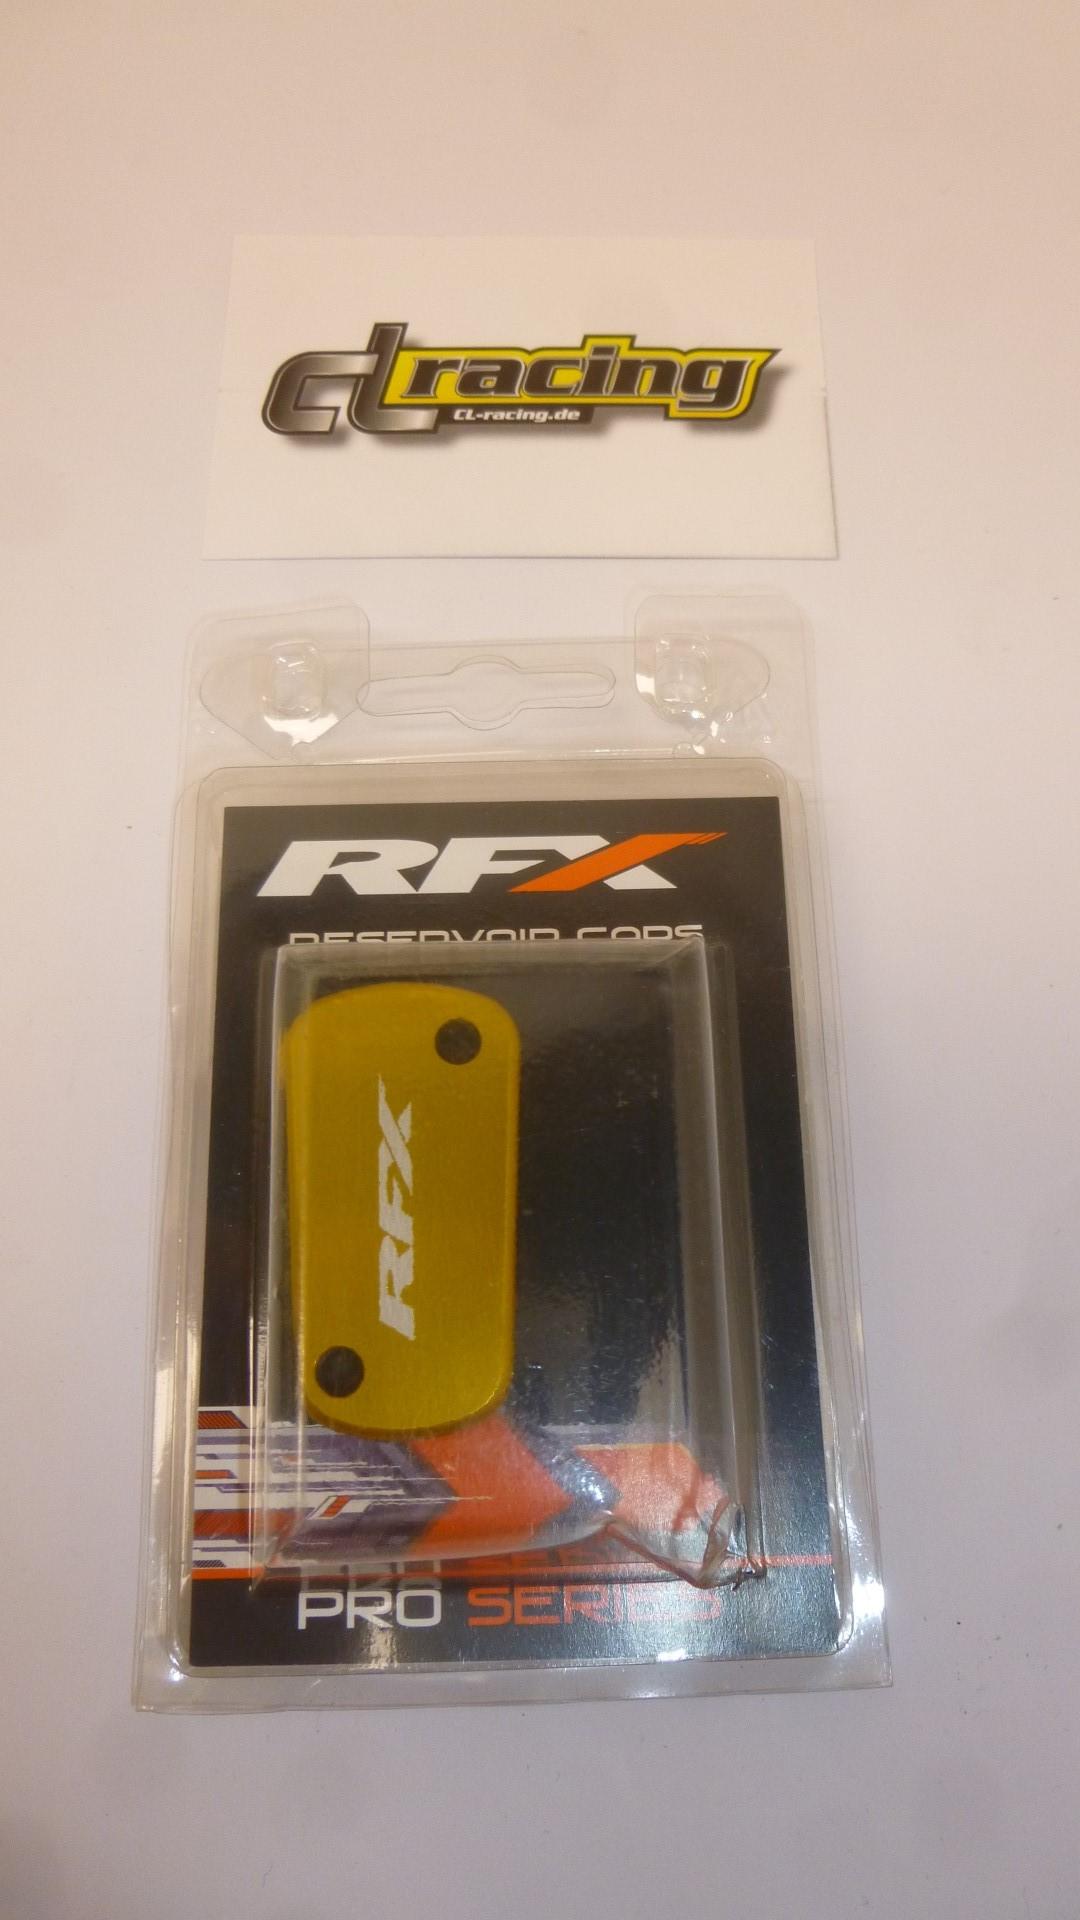 CL racing
CL-racing.de
RFX
RESERVOIR CAPS
RFX
PRO SERIES